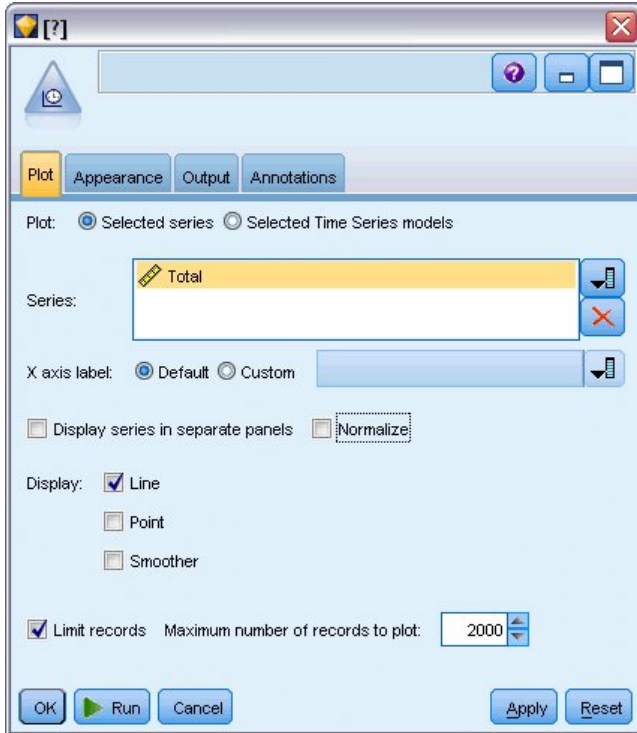 [?]
Plot Appearance Output Annotations
Plot: Selected series Selected Time Series models
Series: Total
X axis label: Default Custom
Display series in separate panels Normalize
Display: Line
Point
Smoother
Limit records Maximum number of records to plot: 2000
OK Run Cancel Apply Reset